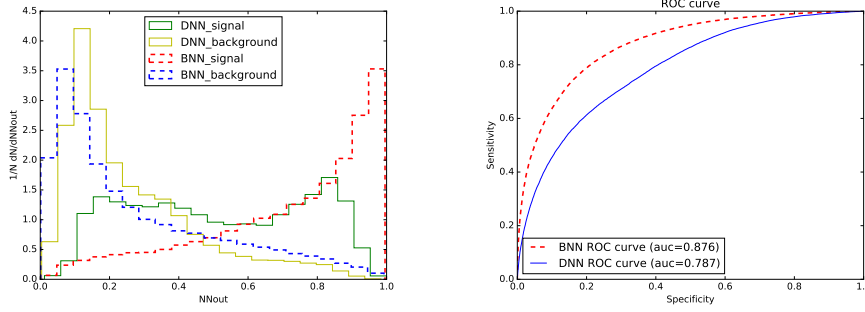 4.5
4.0
3.5
3.0
2.5
2.0
1.5
1.0
0.5
0.0
1/N dN/dNNout
DNN_signal
DNN_background
BNN_signal
BNN_background
0.0 0.2 0.4 0.6 0.8 1.0
NNout
ROC curve
1.0
0.8
0.6
0.4
0.2
0.0
Sensitivity
BNN ROC curve (auc=0.876)
DNN ROC curve (auc=0.787)
0.0 0.2 0.4 0.6 0.8 1.
Specificity